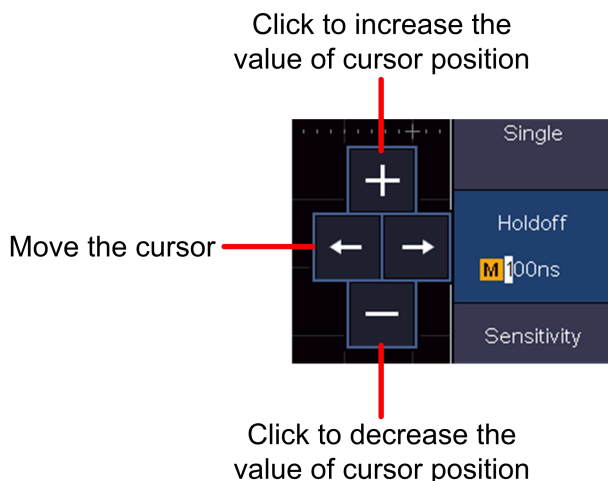 Click to increase the
value of cursor position
Single
+
Holdoff
Move the cursor
← →
M 100ns
−
Sensitivity
Click to decrease the
value of cursor position